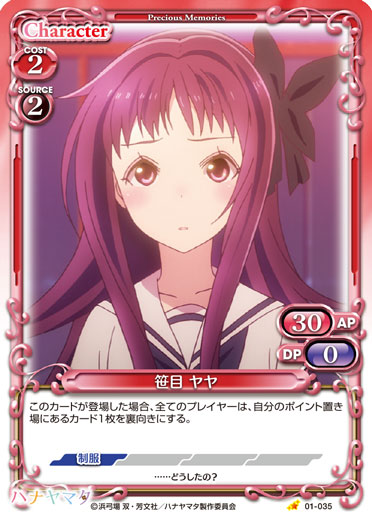 Precious Memories
Character
COST
2
SOURCE
2
30 AP
DP 0
笹目 ヤヤ
このカードが登場した場合、全てのプレイヤーは、自分のポイント置き
場にあるカード1枚を裏向きにする。
制服
……どうしたの?
ハナヤマタ
©浜弓場 双・芳文社/ハナヤマタ製作委員会
01-035